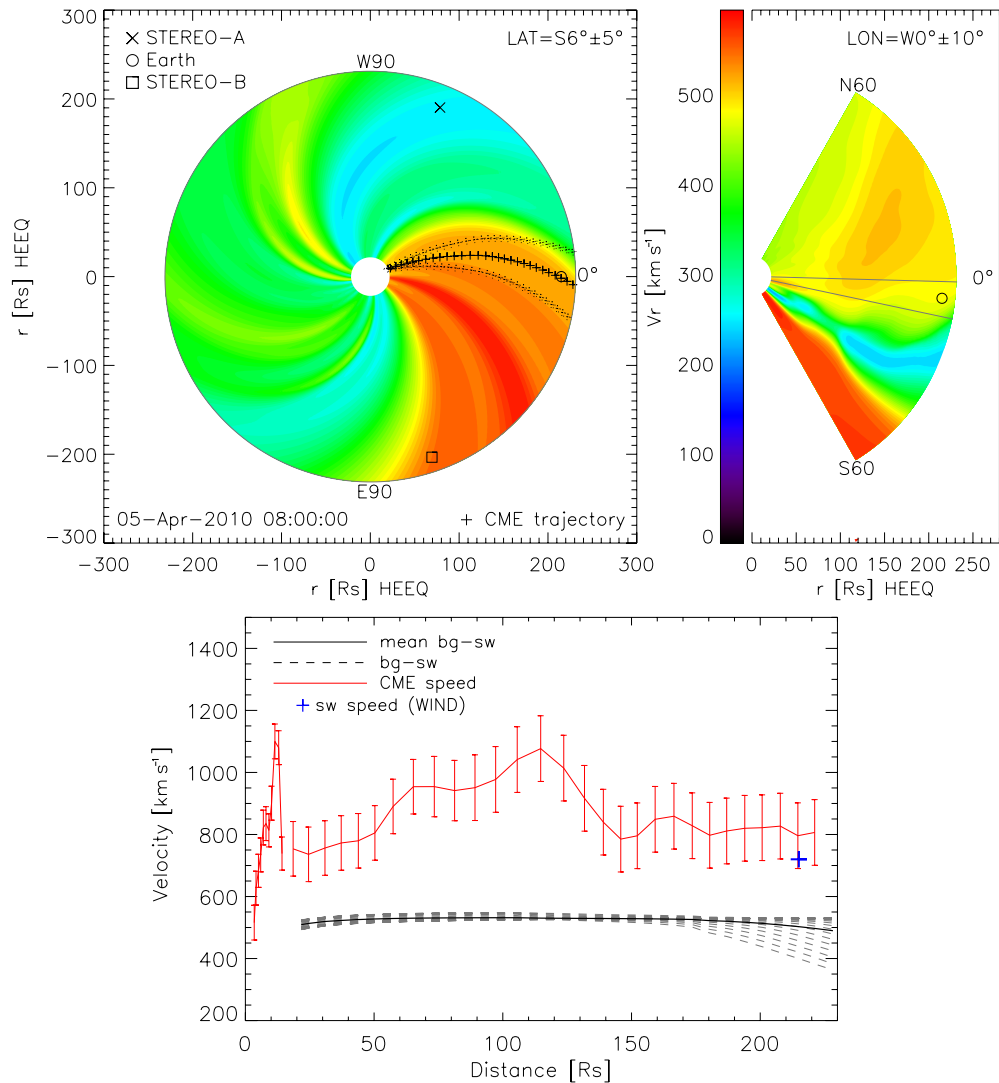 × STEREO-A
○ Earth
□ STEREO-B
LAT=S6°±5°
W90
0°
E90
05-Apr-2010 08:00:00
+ CME trajectory
300
200
100
0
-100
-200
-300
r [Rs] HEEQ
-300 -200 -100 0 100 200 300
r [Rs] HEEQ
500
400
300
200
100
0
Vr [km s⁻¹]
LON=W0°±10°
N60
0°
S60
0 50 100 150 200 250
r [Rs] HEEQ
mean bg-sw
bg-sw
CME speed
+ sw speed (WIND)
1400
1200
1000
800
600
400
200
Velocity [km s⁻¹]
0 50 100 150 200
Distance [Rs]